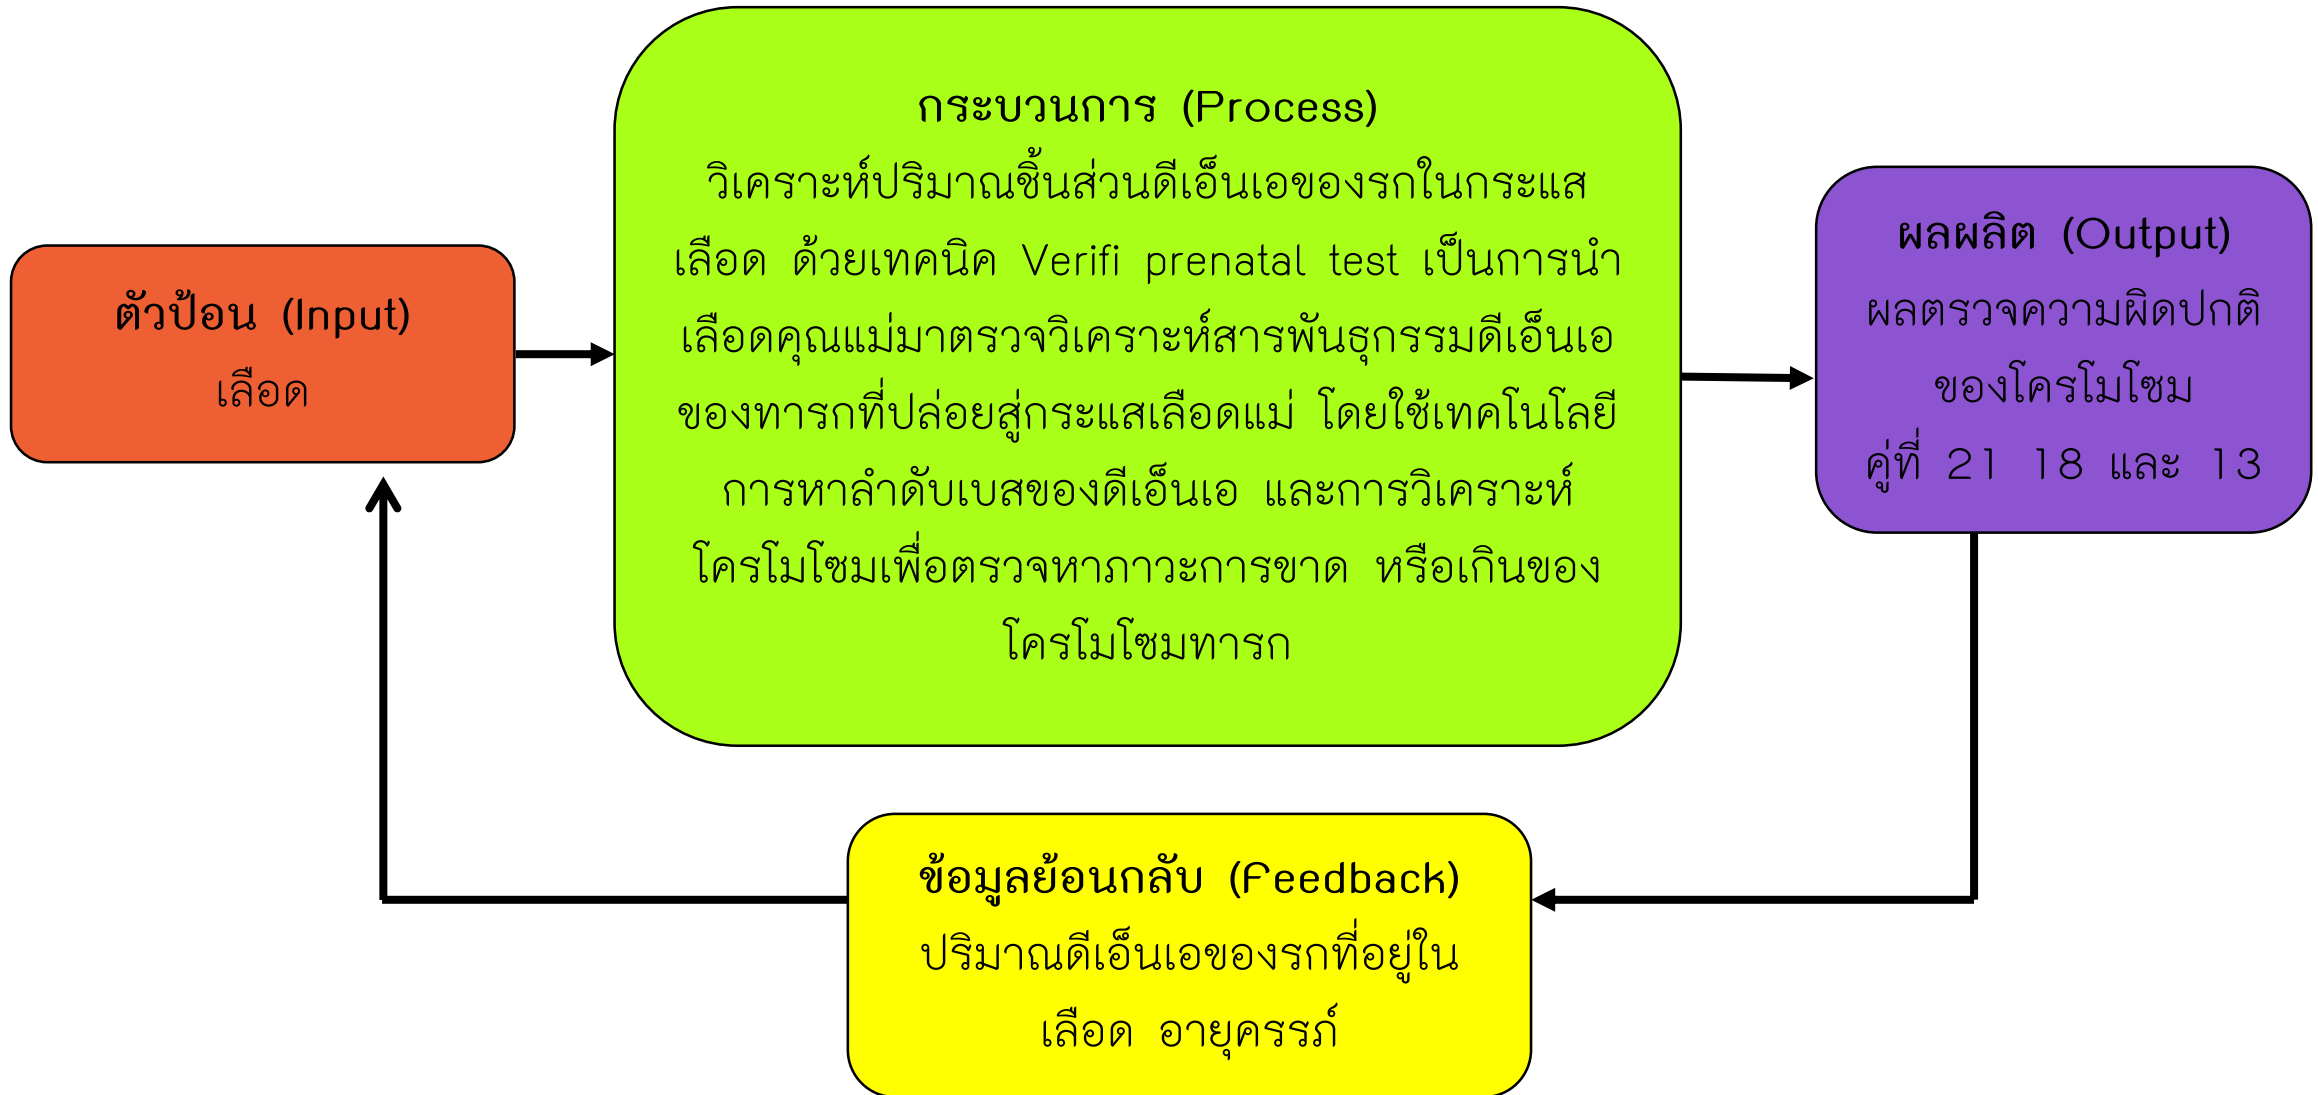 ตัวป้อน (Input)
เลือด
กระบวนการ (Process)
วิเคราะห์ปริมาณชิ้นส่วนดีเอ็นเอของรกในกระแส
เลือด ด้วยเทคนิค Verifi prenatal test เป็นการนำ
เลือดคุณแม่มาตรวจวิเคราะห์สารพันธุกรรมดีเอ็นเอ
ของทารกที่ปล่อยสู่กระแสเลือดแม่ โดยใช้เทคโนโลยี
การหาลำดับเบสของดีเอ็นเอ และการวิเคราะห์
โครโมโซมเพื่อตรวจหาภาวะการขาด หรือเกินของ
โครโมโซมทารก
ผลผลิต (Output)
ผลตรวจความผิดปกติ
ของโครโมโซม
คู่ที่ 21 18 และ 13
ข้อมูลย้อนกลับ (Feedback)
ปริมาณดีเอ็นเอของรกที่อยู่ใน
เลือด อายุครรภ์